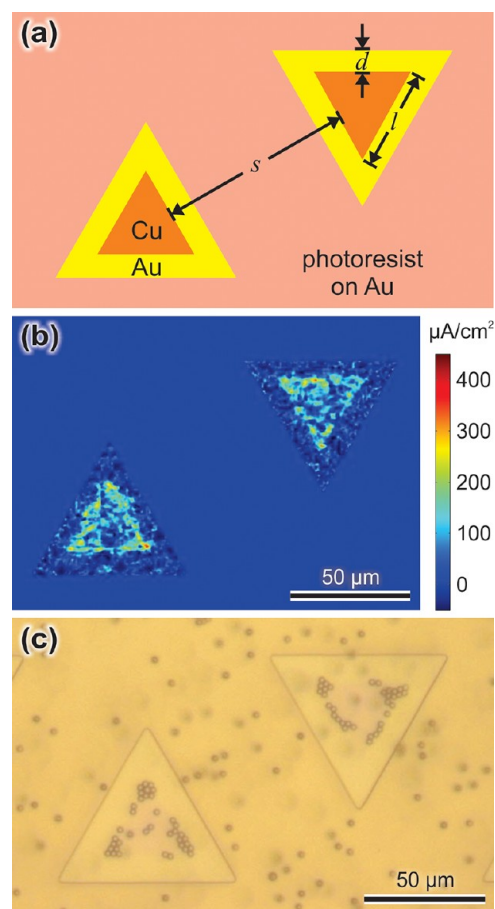 (a)
d
l
s
Cu
Au
photoresist
on Au
(b)
µA/cm²
400
300
200
100
0
50 µm
(c)
50 µm